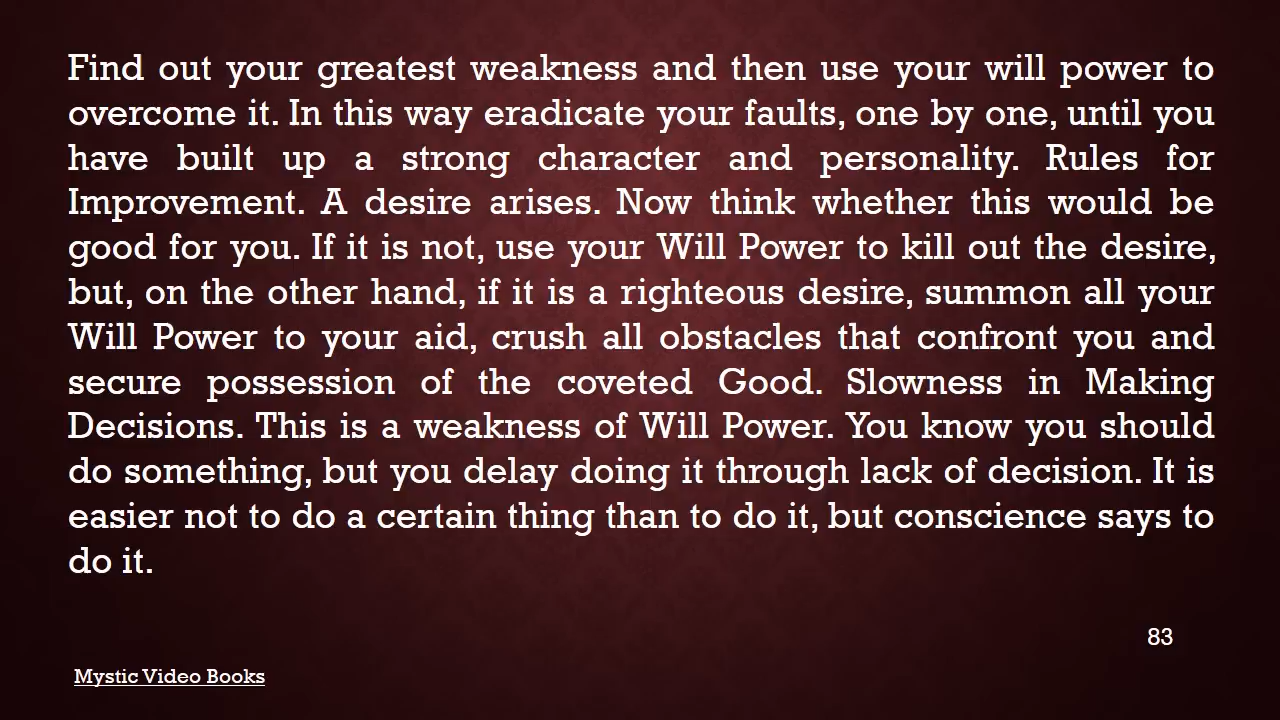 Find out your greatest weakness and then use your will power to
overcome it. In this way eradicate your faults, one by one, until you
have built up a strong character and personality. Rules for
Improvement. A desire arises. Now think whether this would be
good for you. If it is not, use your Will Power to kill out the desire,
but, on the other hand, if it is a righteous desire, summon all your
Will Power to your aid, crush all obstacles that confront you and
secure possession of the coveted Good. Slowness in Making
Decisions. This is a weakness of Will Power. You know you should
do something, but you delay doing it through lack of decision. It is
easier not to do a certain thing than to do it, but conscience says to
do it.
83
Mystic Video Books